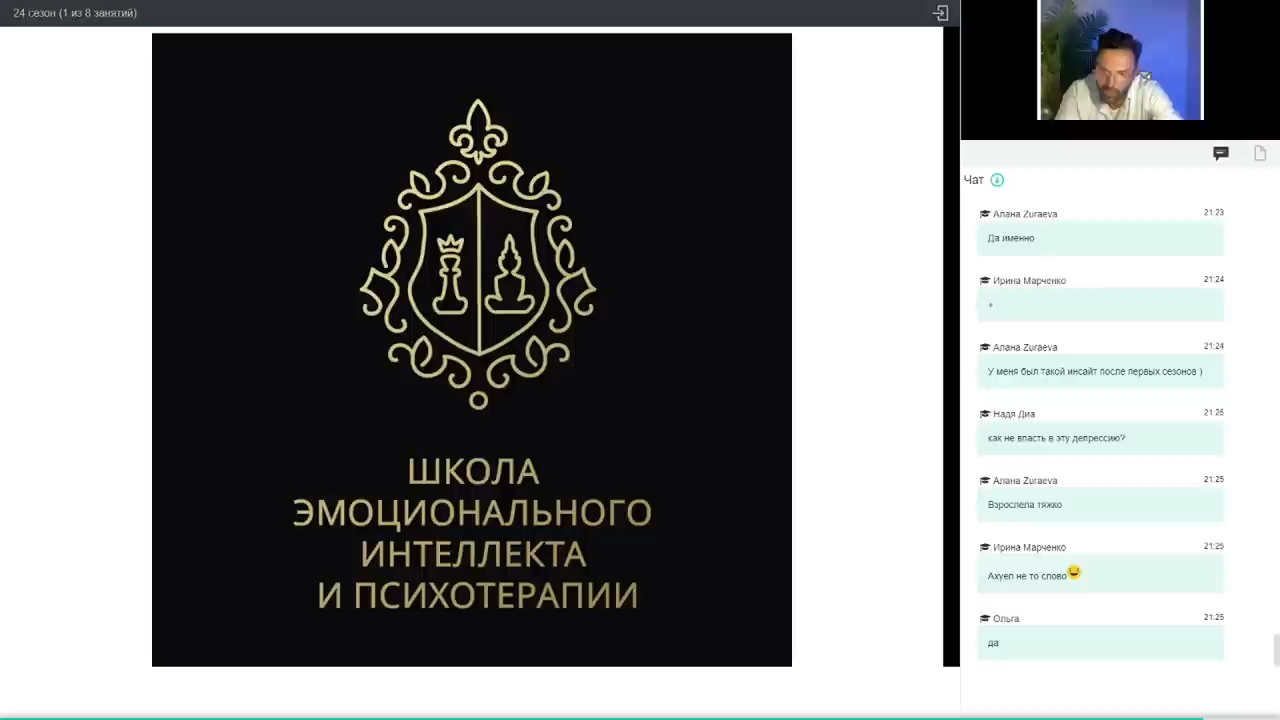 24 сезон (1 из 8 занятий)
ШКОЛА
ЭМОЦИОНАЛЬНОГО
ИНТЕЛЛЕКТА
И ПСИХОТЕРАПИИ
Чат
Алана Zuraeva 21:23
Да именно
Ирина Марченко 21:24
+
Алана Zuraeva 21:24
У меня был такой инсайт после первых сезонов )
Надя Диа 21:25
как не впасть в эту депрессию?
Алана Zuraeva 21:25
Взрослела тяжко
Ирина Марченко 21:25
Ахуел не то слово😄
Ольга 21:25
да